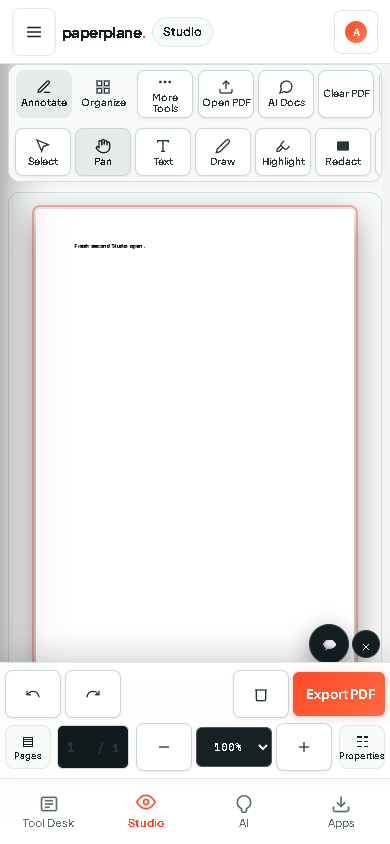 paperplane. Studio A
Annotate Organize More Tools Open PDF AI Docs Clear PDF
Select Pan Text Draw Highlight Redact
Fresh second Studio open.
Export PDF
Pages 1 / 1 100% Properties
Tool Desk Studio AI Apps